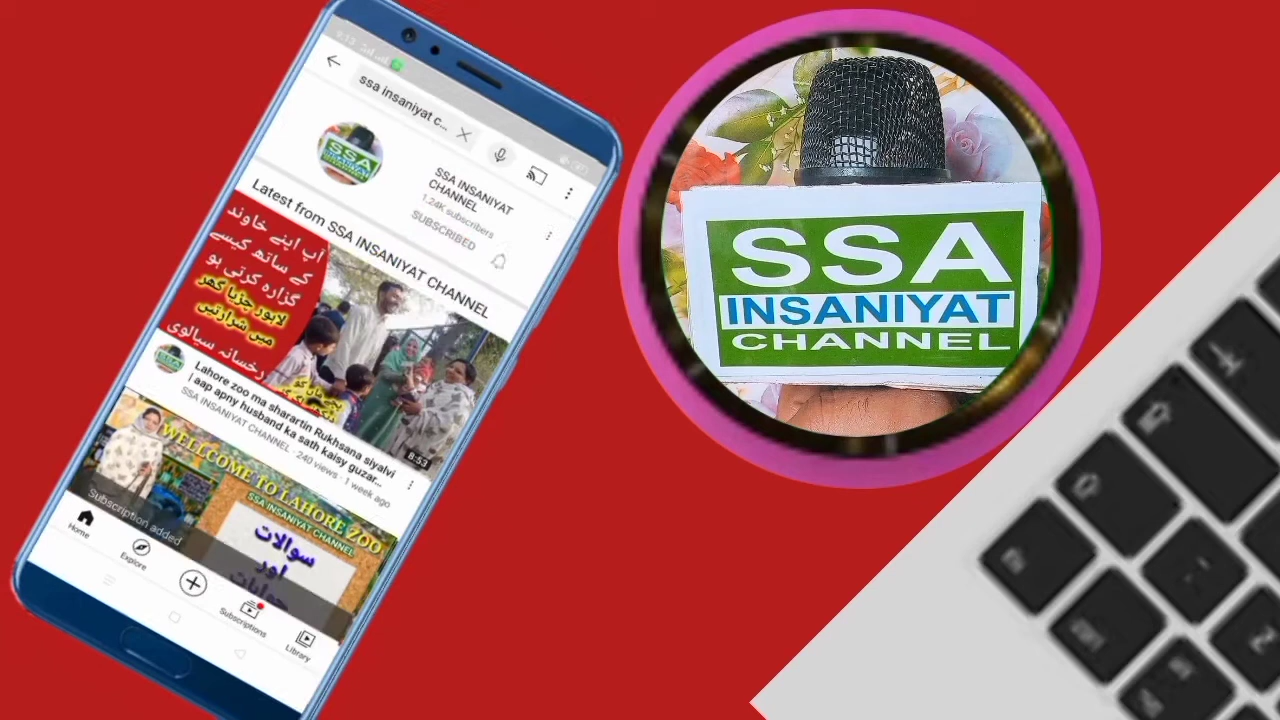 9:13
ssa insaniyat c...
SSA
INSANIYAT
SSA INSANIYAT
CHANNEL
1.24K subscribers
SUBSCRIBED
Latest from SSA INSANIYAT CHANNEL
آپ اپنے خاوند
کے ساتھ کیسے
گزارہ کرتی ہو
لاہور چڑیا گھر
میں شرارتیں
رخسانہ سیالوی
8:53
Lahore zoo ma sharartin Rukhsana siyalvi
| aap apny husband ka sath kaisy guzar...
SSA INSANIYAT CHANNEL · 240 views · 1 week ago
WELLCOME TO LAHORE ZOO
SSA INSANIYAT CHANNEL
سوالات
اور
جوابات
Subscription added
Home
Explore
Subscriptions
Library
SSA
INSANIYAT
CHANNEL